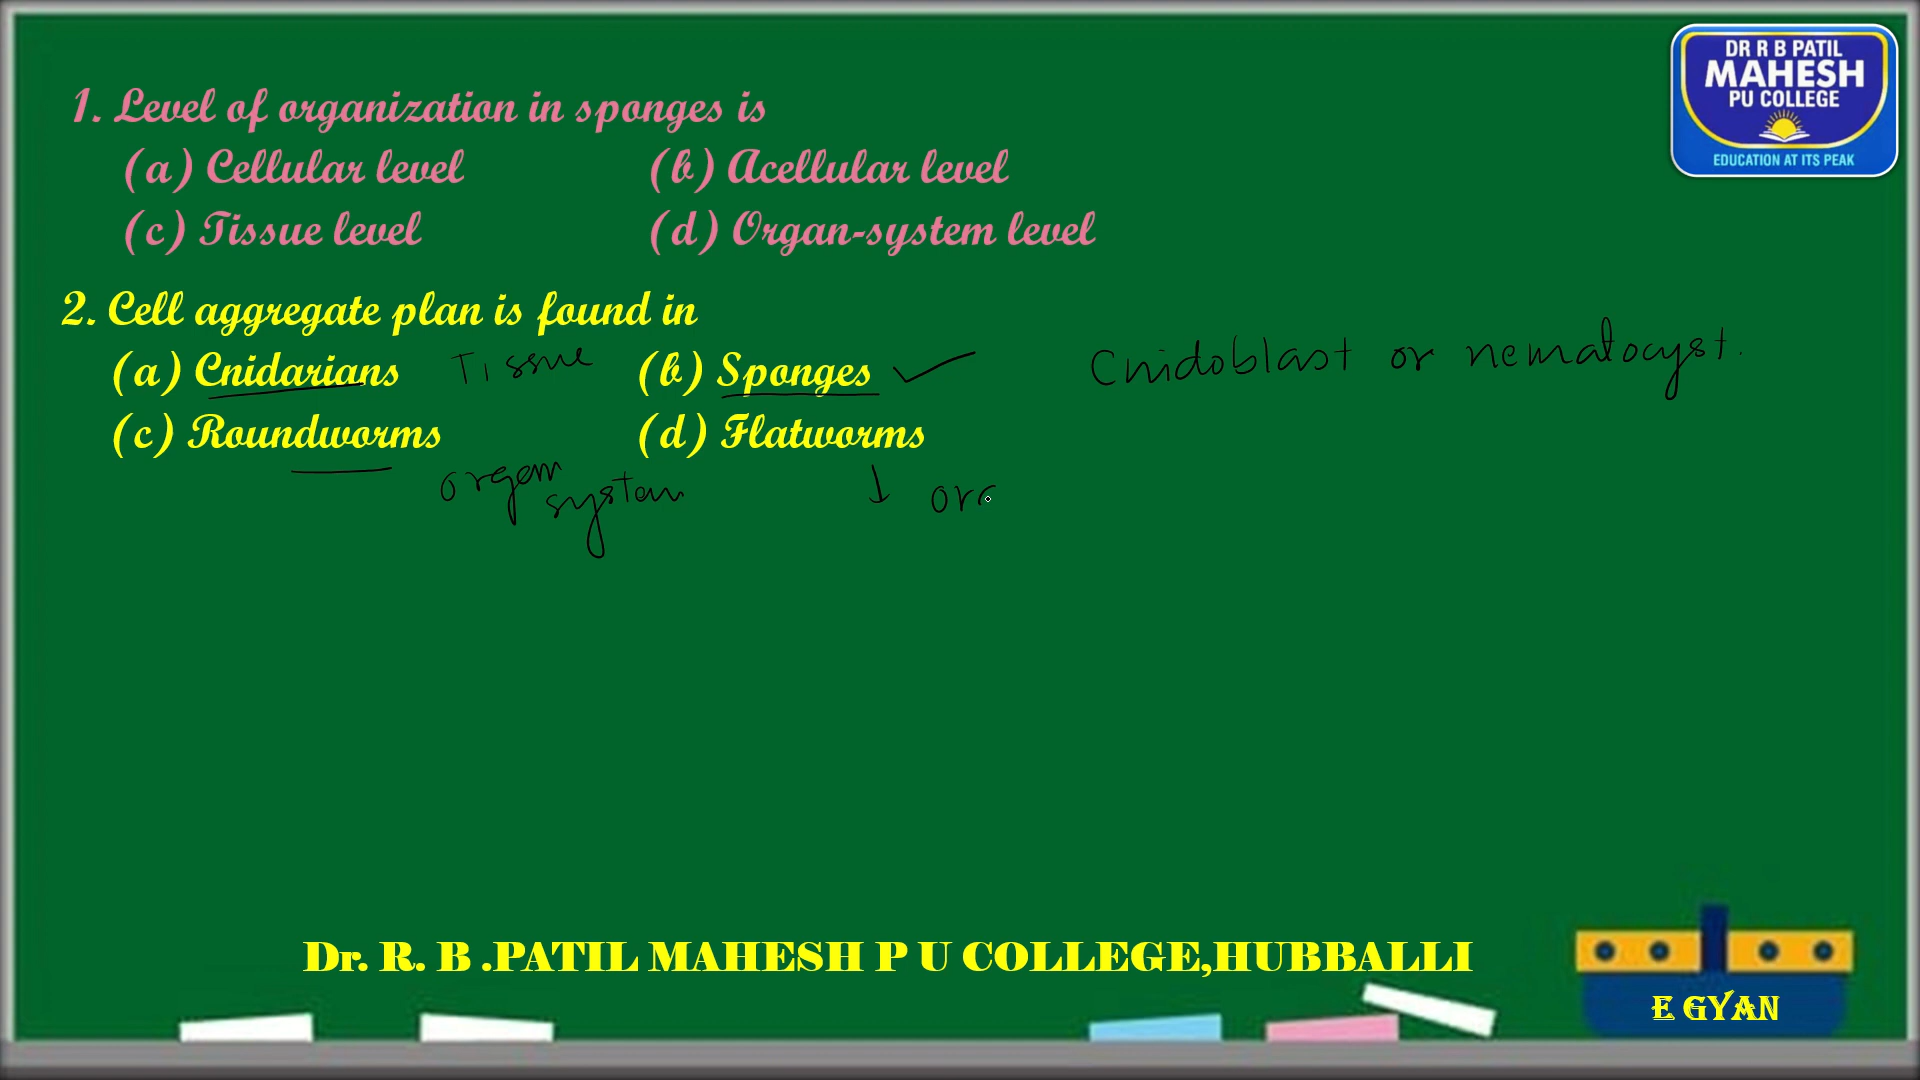 DR R B PATIL
MAHESH
PU COLLEGE
EDUCATION AT ITS PEAK
1. Level of organization in sponges is
(a) Cellular level (b) Acellular level
(c) Tissue level (d) Organ-system level
2. Cell aggregate plan is found in
(a) Cnidarians Tissue (b) Sponges ✓ Cnidoblast or nematocyst.
(c) Roundworms (d) Flatworms
organ system ↓
Dr. R. B .PATIL MAHESH P U COLLEGE,HUBBALLI
E GYAN